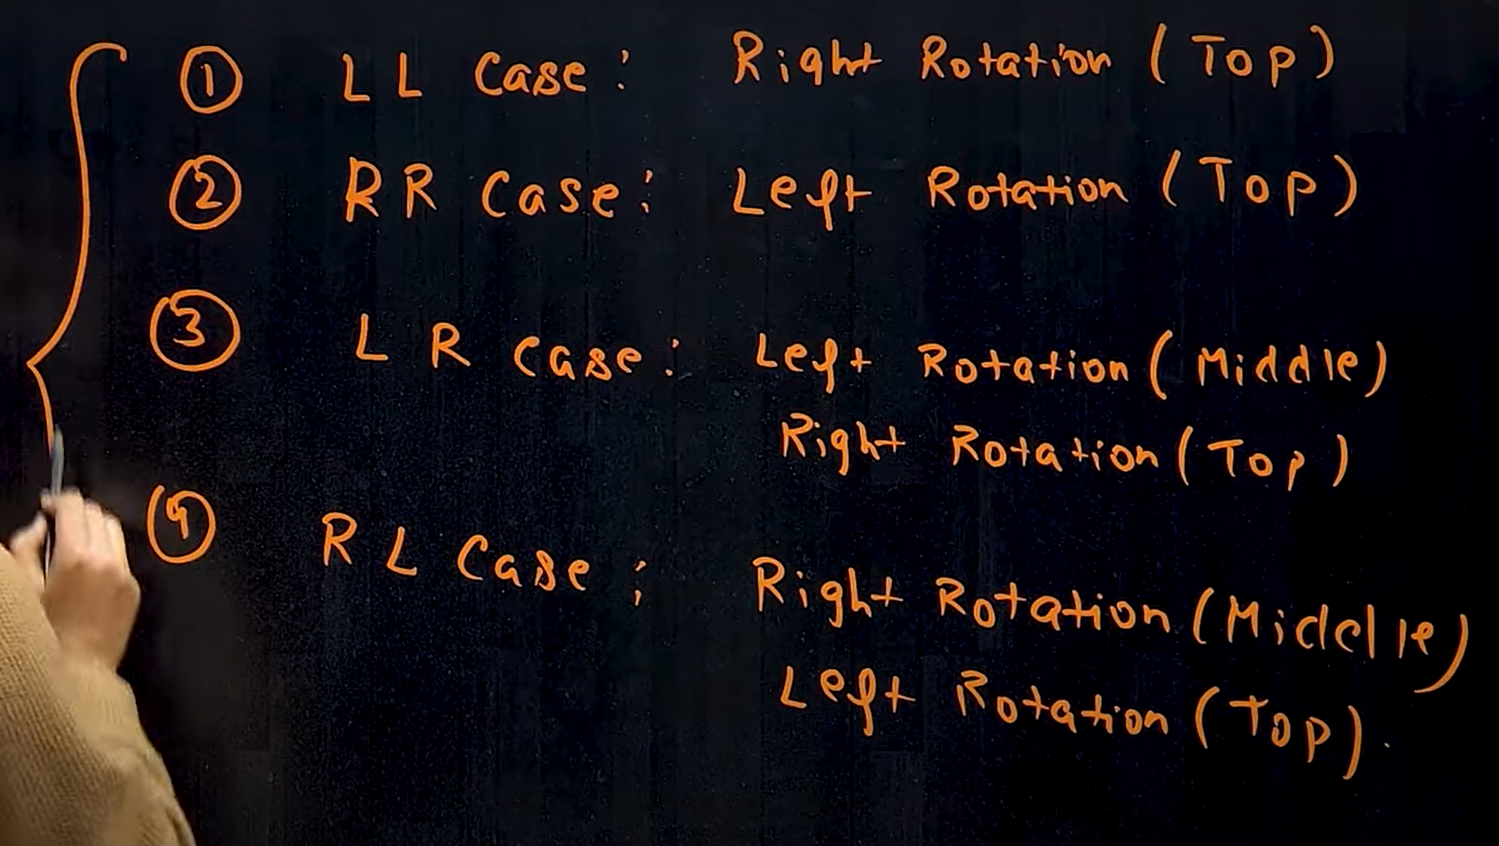 ① LL Case: Right Rotation (Top)
② RR Case: Left Rotation (Top)
③ LR Case: Left Rotation (Middle)
Right Rotation (Top)
④ RL Case: Right Rotation (Middle)
Left Rotation (Top).